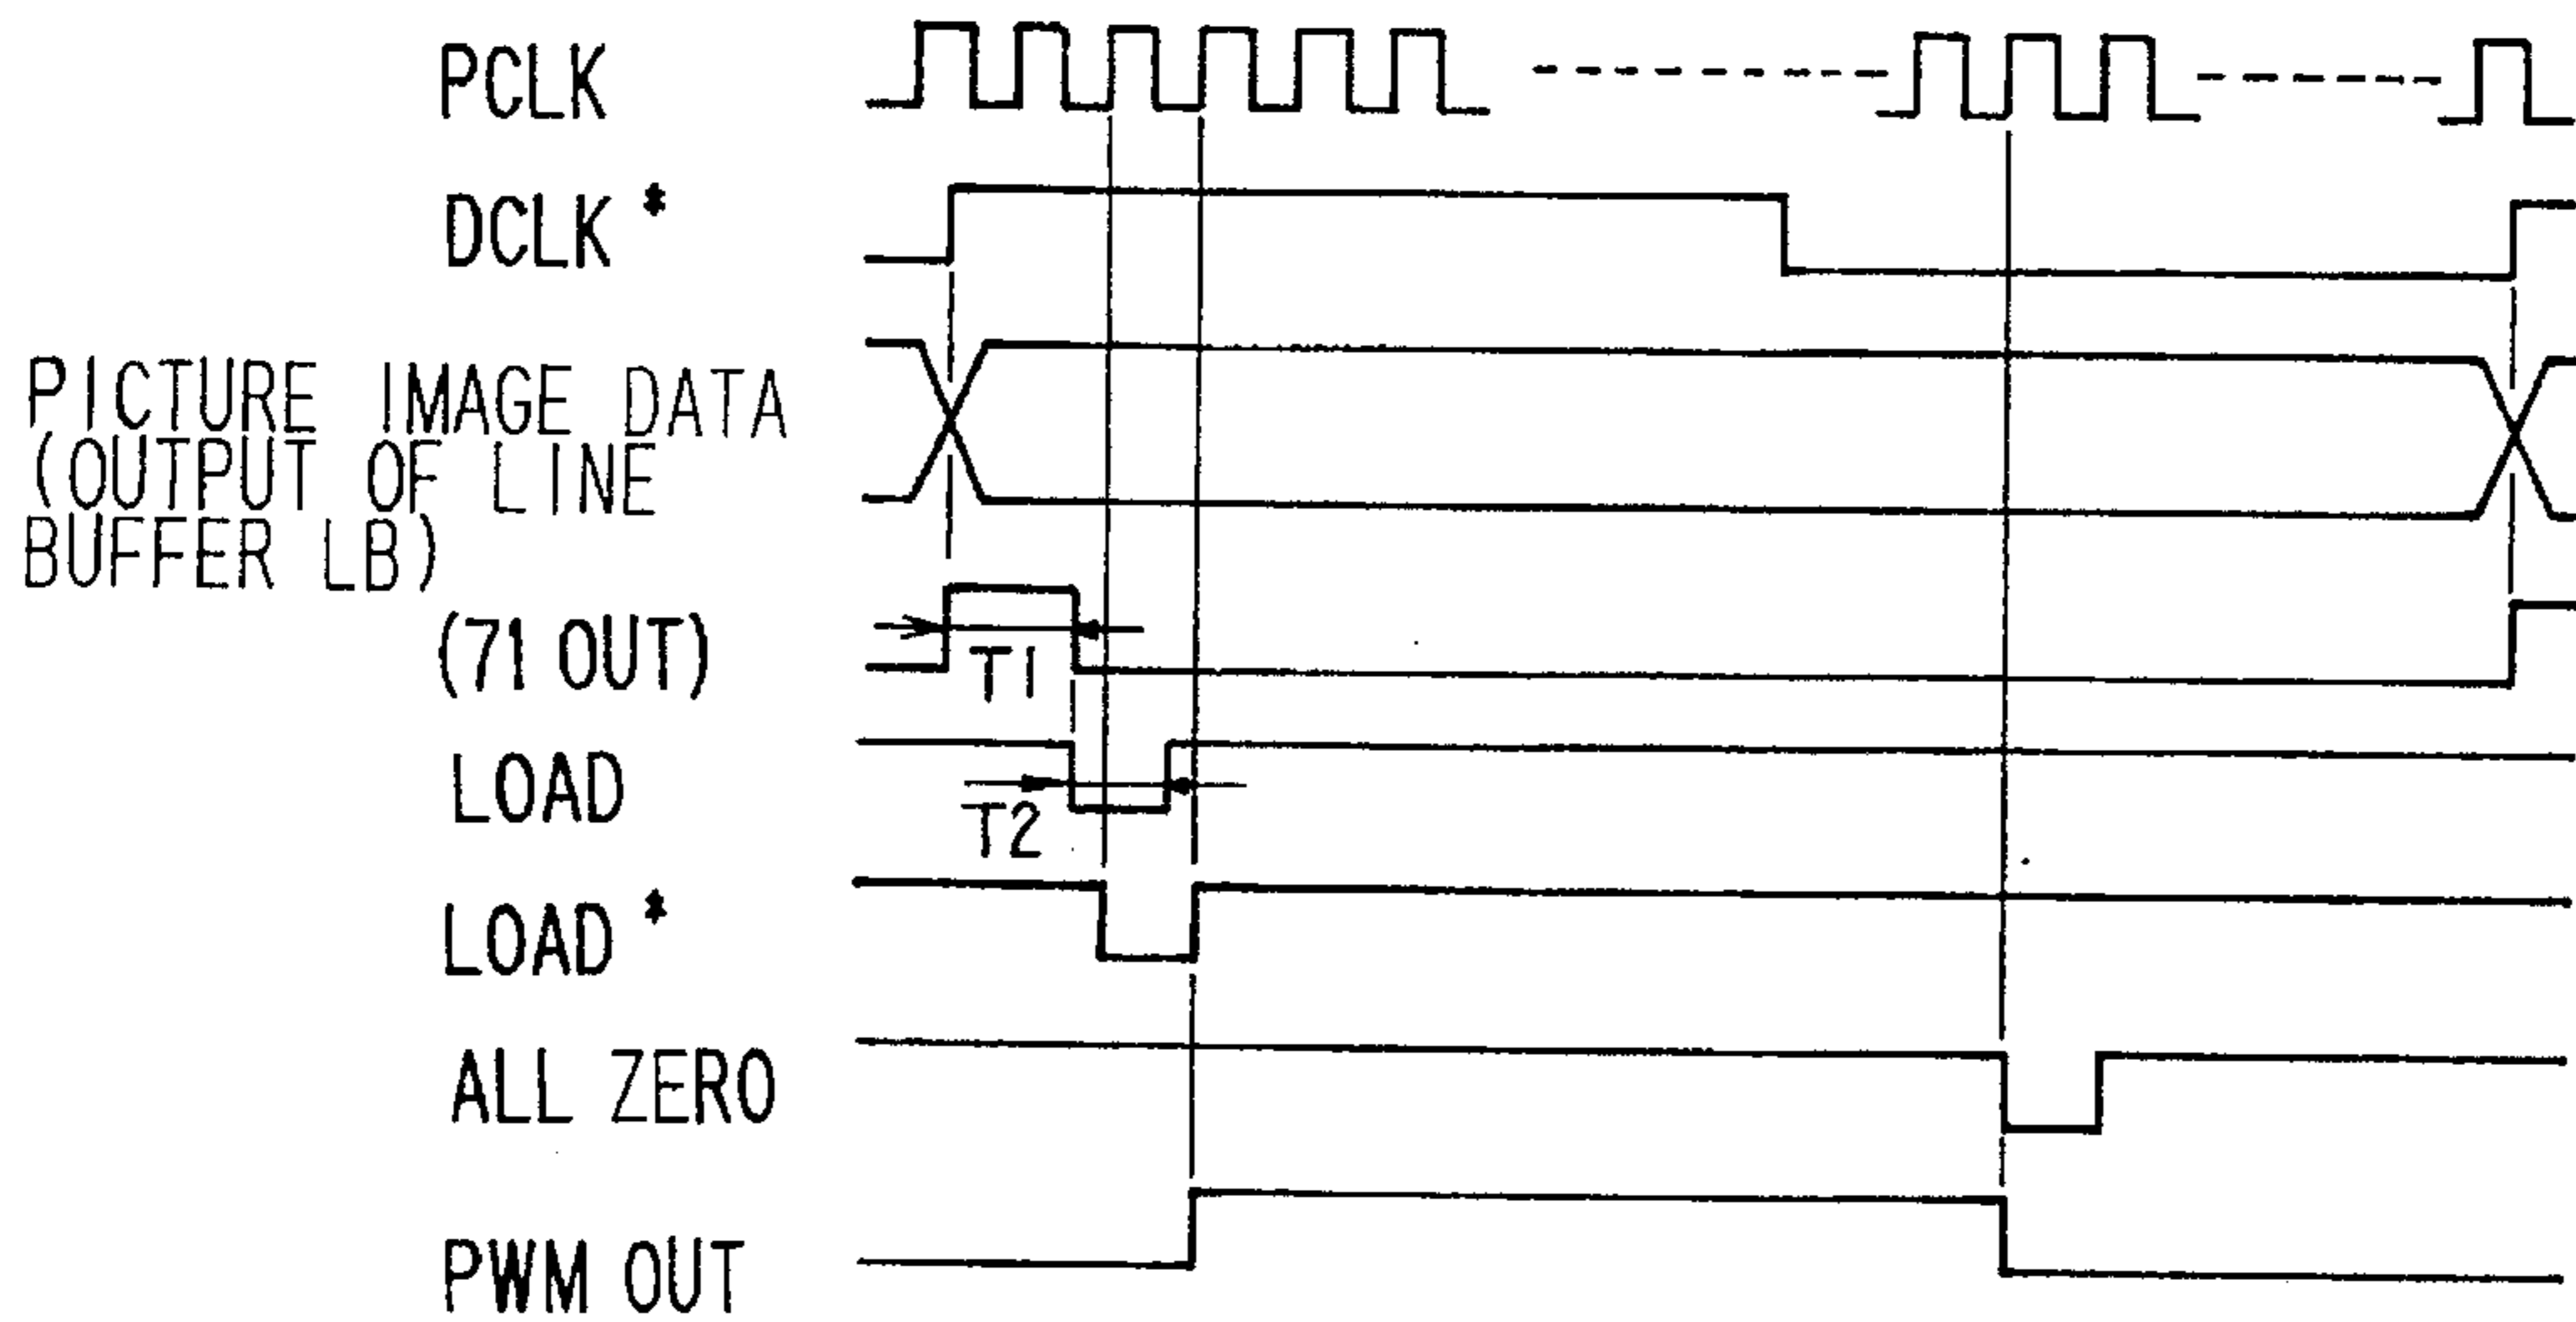 PCLK
DCLK *
PICTURE IMAGE DATA
(OUTPUT OF LINE
BUFFER LB)
(71 OUT)
T1
LOAD
T2
LOAD *
ALL ZERO
PWM OUT